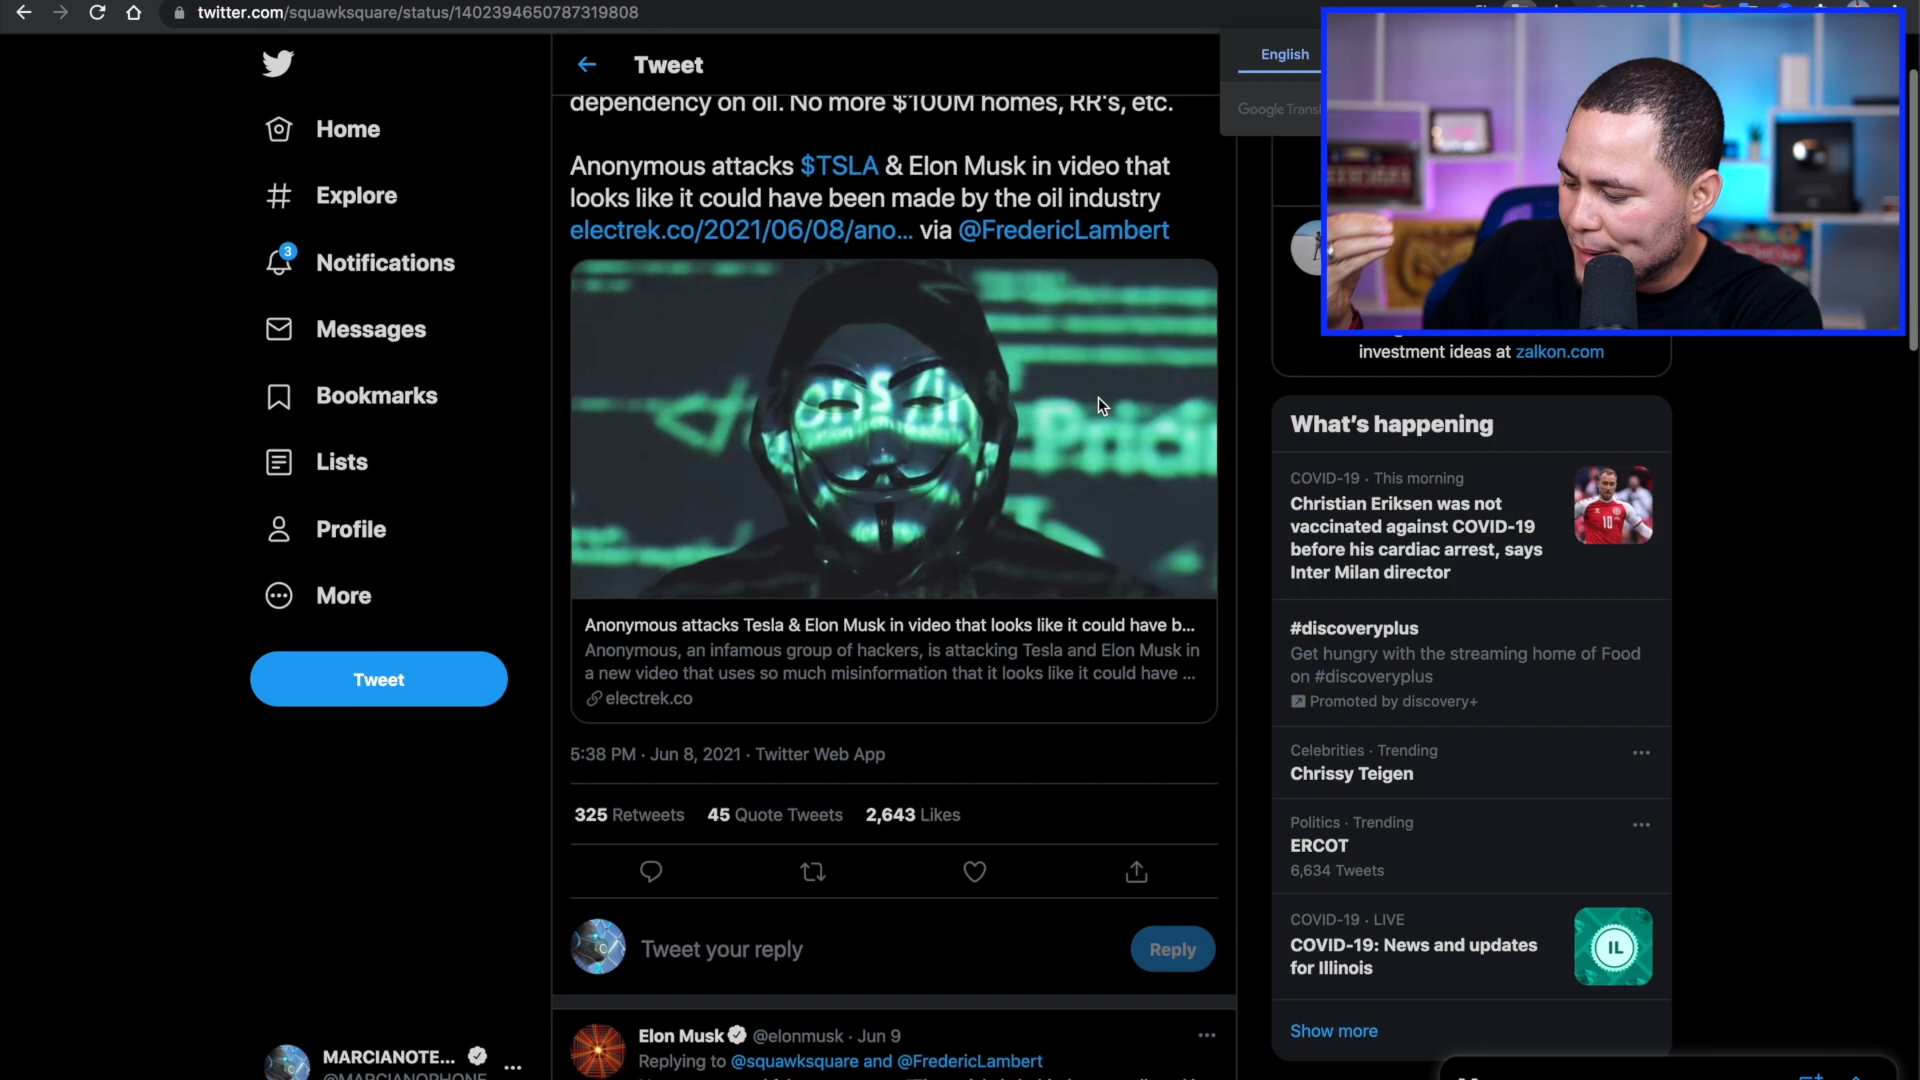 twitter.com/squawksquare/status/1402394650787319808
Home
Explore
3
Notifications
Messages
Bookmarks
Lists
Profile
More
Tweet
MARCIANOTE...
@MARCIANOPHONE
Tweet
dependency on oil. No more $100M homes, RR's, etc.
Anonymous attacks $TSLA & Elon Musk in video that
looks like it could have been made by the oil industry
electrek.co/2021/06/08/ano... via @FredericLambert
Anonymous attacks Tesla & Elon Musk in video that looks like it could have b...
Anonymous, an infamous group of hackers, is attacking Tesla and Elon Musk in
a new video that uses so much misinformation that it looks like it could have ...
electrek.co
5:38 PM · Jun 8, 2021 · Twitter Web App
325 Retweets 45 Quote Tweets 2,643 Likes
Tweet your reply
Reply
Elon Musk @elonmusk · Jun 9
Replying to @squawksquare and @FredericLambert
English
Google Transl
investment ideas at zalkon.com
What's happening
COVID-19 · This morning
Christian Eriksen was not
vaccinated against COVID-19
before his cardiac arrest, says
Inter Milan director
10
#discoveryplus
Get hungry with the streaming home of Food
on #discoveryplus
Promoted by discovery+
Celebrities · Trending
Chrissy Teigen
Politics · Trending
ERCOT
6,634 Tweets
COVID-19 · LIVE
COVID-19: News and updates
for Illinois
IL
Show more